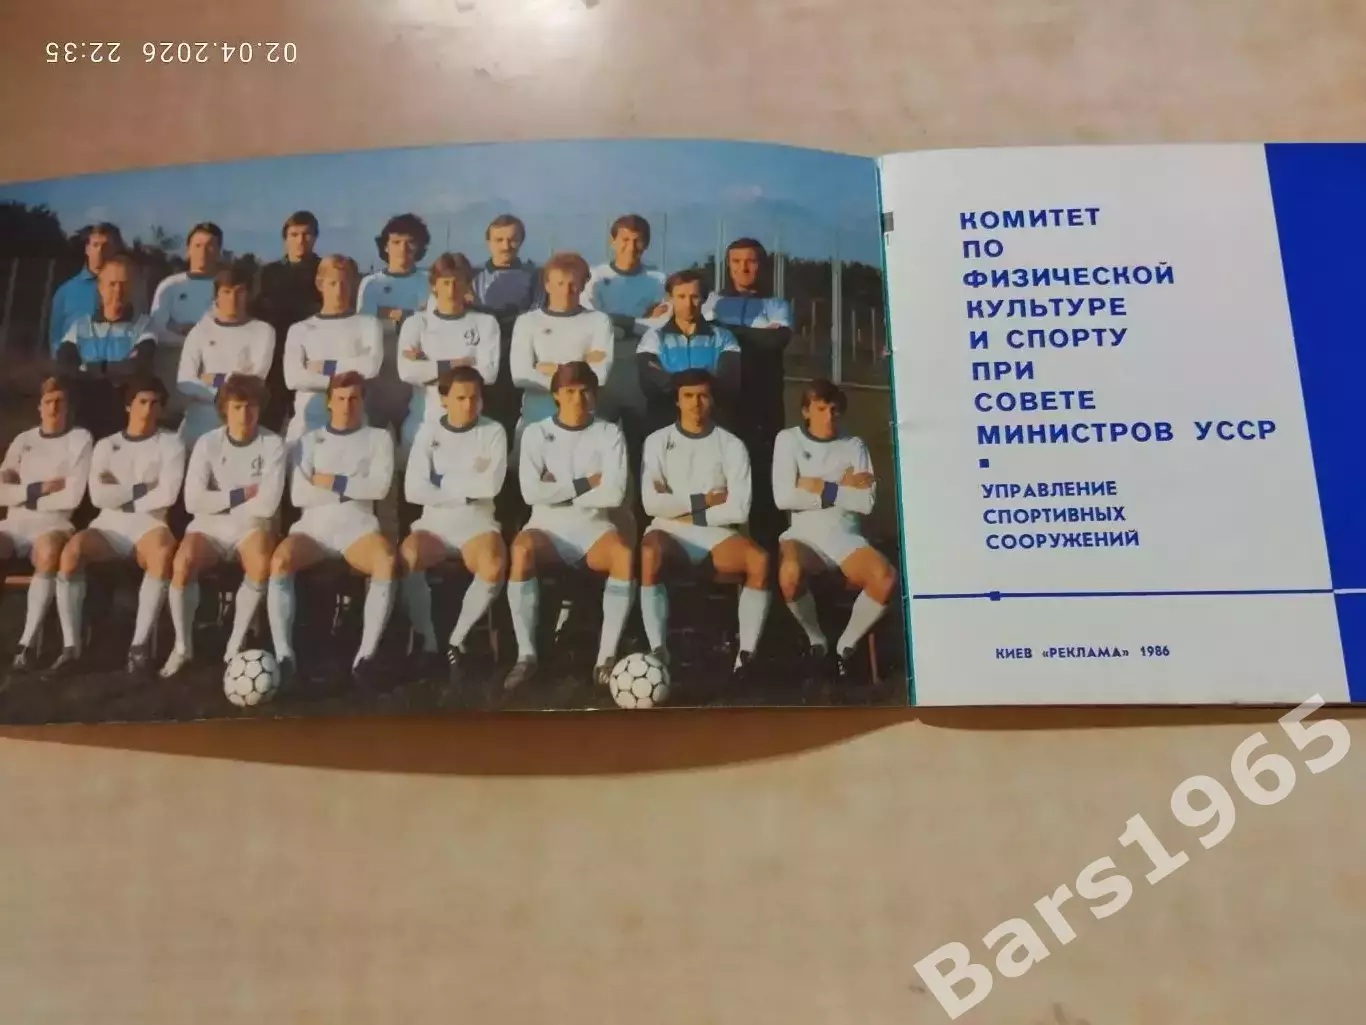 02.04.2026 22:35
КОМИТЕТ
ПО
ФИЗИЧЕСКОЙ
КУЛЬТУРЕ
И СПОРТУ
ПРИ
СОВЕТЕ
МИНИСТРОВ УССР
УПРАВЛЕНИЕ
СПОРТИВНЫХ
СООРУЖЕНИЙ
КИЕВ «РЕКЛАМА» 1986
Bars1965